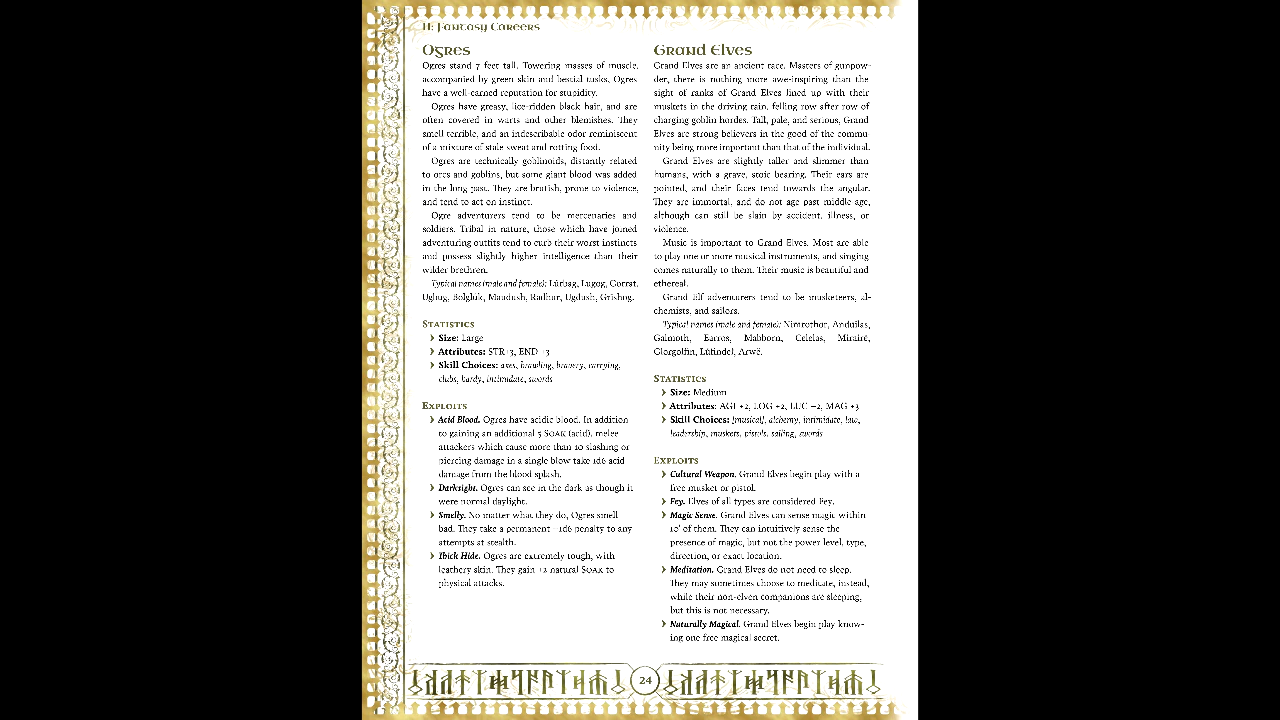 II: Fantasy Careers
Ogres
Ogres stand 7 feet tall. Towering masses of muscle,
accompanied by green skin and bestial tusks, Ogres
have a well-earned reputation for stupidity.
Ogres have greasy, lice-ridden black hair, and are
often covered in warts and other blemishes. They
smell terrible, and an indescribable odor reminiscent
of a mixture of stale sweat and rotting food.
Ogres are technically goblinoids, distantly related
to orcs and goblins, but some giant blood was added
in the long past. They are brutish, prone to violence,
and tend to act on instinct.
Ogre adventurers tend to be mercenaries and
soldiers. Tribal in nature, those which have joined
adventuring outfits tend to curb their worst instincts
and possess slightly higher intelligence than their
wilder brethren.
Typical names (male and female): Lurbag, Lugog, Gorrat,
Ughug, Bolgluk, Maudush, Radbur, Ugdush, Grishog.
Statistics
Size: Large
Attributes: STR +3, END +3
Skill Choices: axes, brawling, bravery, carrying,
clubs, hardy, intimidate, swords
Exploits
Acid Blood. Ogres have acidic blood. In addition
to gaining an additional 5 SOAK (acid), melee
attackers which cause more than 10 slashing or
piercing damage in a single blow take 1d6 acid
damage from the blood splash.
Darksight. Ogres can see in the dark as though it
were normal daylight.
Smelly. No matter what they do, Ogres smell
bad. They take a permanent -1d6 penalty to any
attempts at stealth.
Thick Hide. Ogres are extremely tough, with
leathery skin. They gain +2 natural SOAK to
physical attacks.
Grand Elves
Grand Elves are an ancient race. Masters of gunpow-
der, there is nothing more awe-inspiring than the
sight of ranks of Grand Elves lined up with their
muskets in the driving rain, felling row after row of
charging goblin hordes. Tall, pale, and serious, Grand
Elves are strong believers in the good of the commu-
nity being more important than that of the individual.
Grand Elves are slightly taller and slimmer than
humans, with a grave, stoic bearing. Their ears are
pointed, and their faces tend towards the angular.
They are immortal, and do not age past middle age,
although can still be slain by accident, illness, or
violence.
Music is important to Grand Elves. Most are able
to play one or more musical instruments, and singing
comes naturally to them. Their music is beautiful and
ethereal.
Grand Elf adventurers tend to be musketeers, al-
chemists, and sailors.
Typical names (male and female): Nimrothor, Anduilas,
Galmoth, Earros, Mabborn, Celelas, Mirairë,
Glorgolfin, Lúfindel, Arwë.
Statistics
Size: Medium
Attributes: AGI +2, LOG +2, LUC +2, MAG +3
Skill Choices: [musical], alchemy, intimidate, law,
leadership, muskets, pistols, sailing, swords
Exploits
Cultural Weapon. Grand Elves begin play with a
free musket or pistol.
Fey. Elves of all types are considered Fey.
Magic Sense. Grand Elves can sense magic within
10' of them. They can intuitively sense the
presence of magic, but not the power level, type,
direction, or exact location.
Meditation. Grand Elves do not need to sleep.
They may sometimes choose to meditate, instead,
while their non-elven companions are sleeping,
but this is not necessary.
Naturally Magical. Grand Elves begin play know-
ing one free magical secret.
24